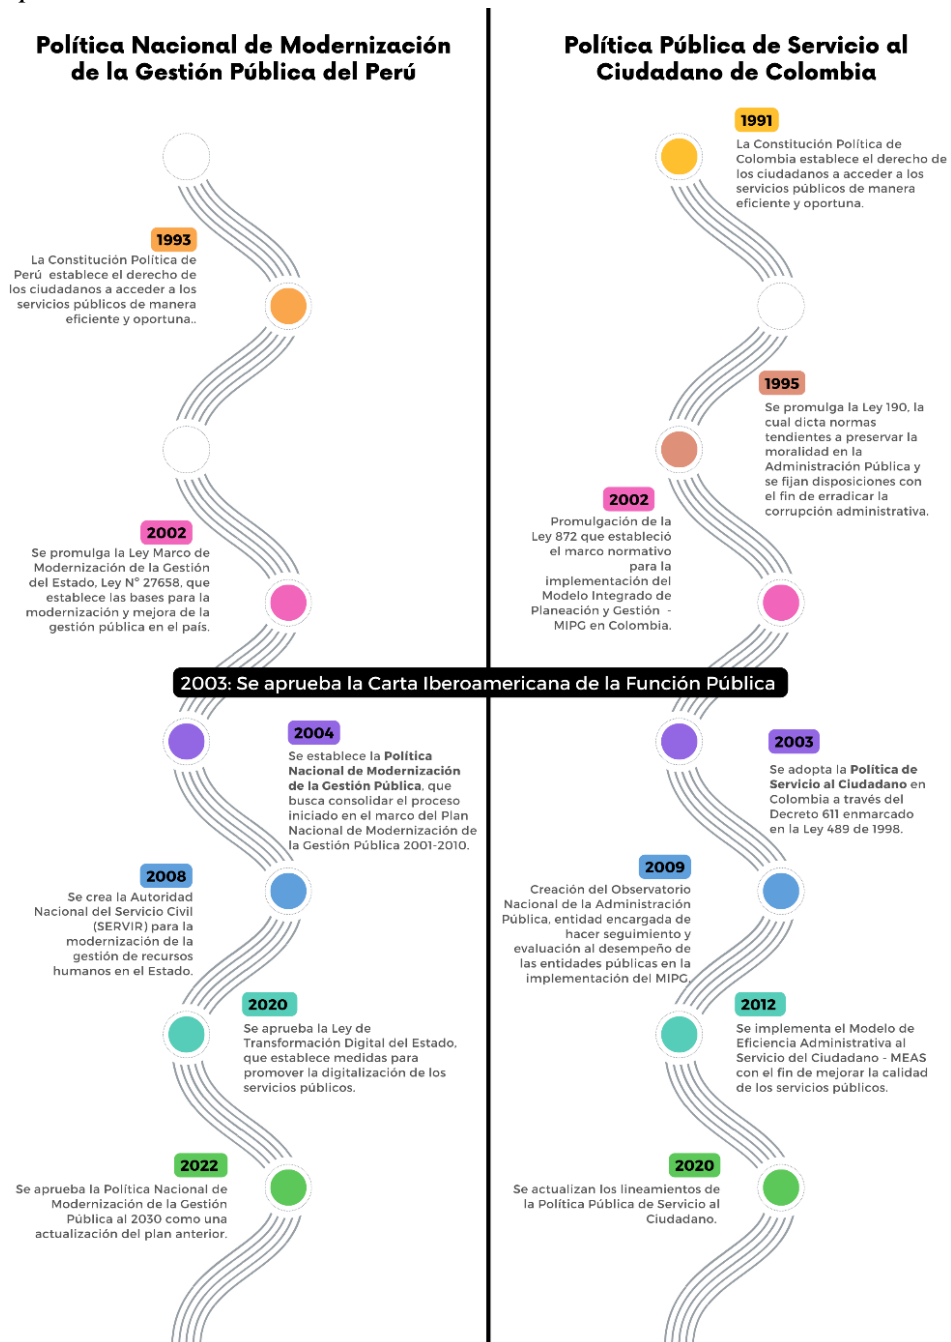 Política Nacional de Modernización
de la Gestión Pública del Perú
1993
La Constitución Política de
Perú establece el derecho de
los ciudadanos a acceder a los
servicios públicos de manera
eficiente y oportuna..
2002
Se promulga la Ley Marco de
Modernización de la Gestión
del Estado, Ley Nº 27658, que
establece las bases para la
modernización y mejora de la
gestión pública en el país.
Política Pública de Servicio al
Ciudadano de Colombia
1991
La Constitución Política de
Colombia establece el derecho de
los ciudadanos a acceder a los
servicios públicos de manera
eficiente y oportuna.
1995
Se promulga la Ley 190, la
cual dicta normas
tendientes a preservar la
moralidad en la
Administración Pública y
se fijan disposiciones con
el fin de erradicar la
corrupción administrativa.
2002
Promulgación de la
Ley 872 que estableció
el marco normativo
para la
implementación del
Modelo Integrado de
Planeación y Gestión -
MIPG en Colombia.
2003: Se aprueba la Carta Iberoamericana de la Función Pública
2004
Se establece la Política
Nacional de Modernización
de la Gestión Pública, que
busca consolidar el proceso
iniciado en el marco del Plan
Nacional de Modernización de
la Gestión Pública 2001-2010.
2008
Se crea la Autoridad
Nacional del Servicio Civil
(SERVIR) para la
modernización de la
gestión de recursos
humanos en el Estado.
2020
Se aprueba la Ley de
Transformación Digital del Estado,
que establece medidas para
promover la digitalización de los
servicios públicos.
2022
Se aprueba la Política Nacional de
Modernización de la Gestión
Pública al 2030 como una
actualización del plan anterior.
2003
Se adopta la Política de
Servicio al Ciudadano en
Colombia a través del
Decreto 611 enmarcado
en la Ley 489 de 1998.
2009
Creación del Observatorio
Nacional de la Administración
Pública, entidad encargada de
hacer seguimiento y
evaluación al desempeño de
las entidades públicas en la
implementación del MIPG.
2012
Se implementa el Modelo de
Eficiencia Administrativa al
Servicio del Ciudadano - MEAS
con el fin de mejorar la calidad
de los servicios públicos.
2020
Se actualizan los lineamientos de
la Política Pública de Servicio al
Ciudadano.